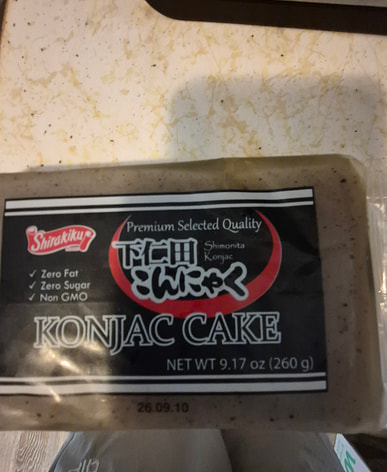 Shirakiku
Premium Selected Quality
下仁田
Shimonita
Konjac
こんにゃく
✓ Zero Fat
✓ Zero Sugar
✓ Non GMO
KONJAC CAKE
NET WT 9.17 oz (260 g)
26.09.10